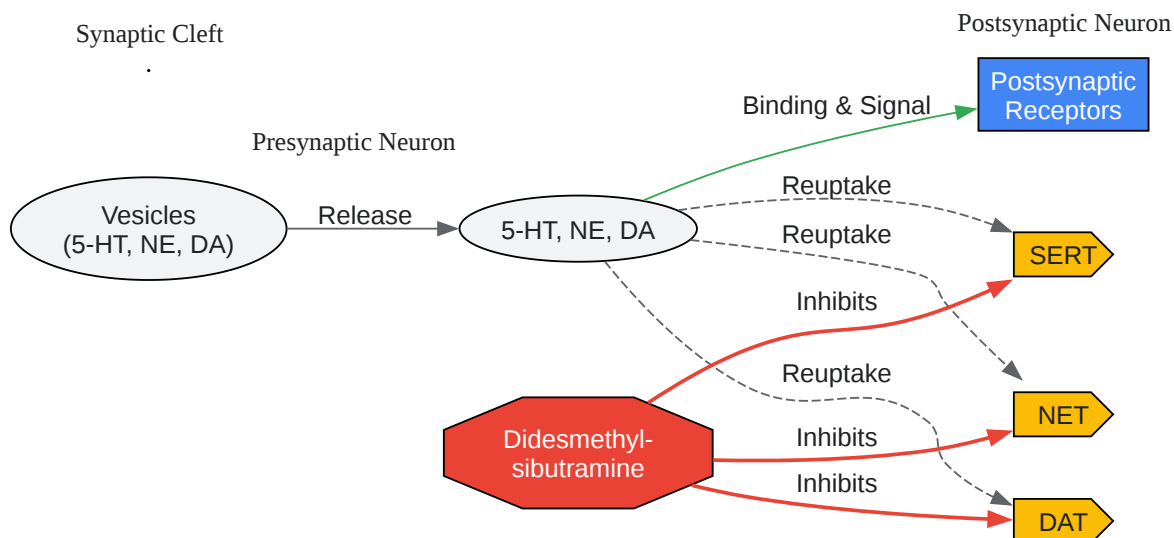 Synaptic Cleft
.
Postsynaptic Neuron
Postsynaptic
Receptors
Binding & Signal
Presynaptic Neuron
Vesicles
(5-HT, NE, DA)
Release
5-HT, NE, DA
Reuptake
Reuptake
SERT
Inhibits
Reuptake
NET
Didesmethyl-
sibutramine
Inhibits
Inhibits
DAT